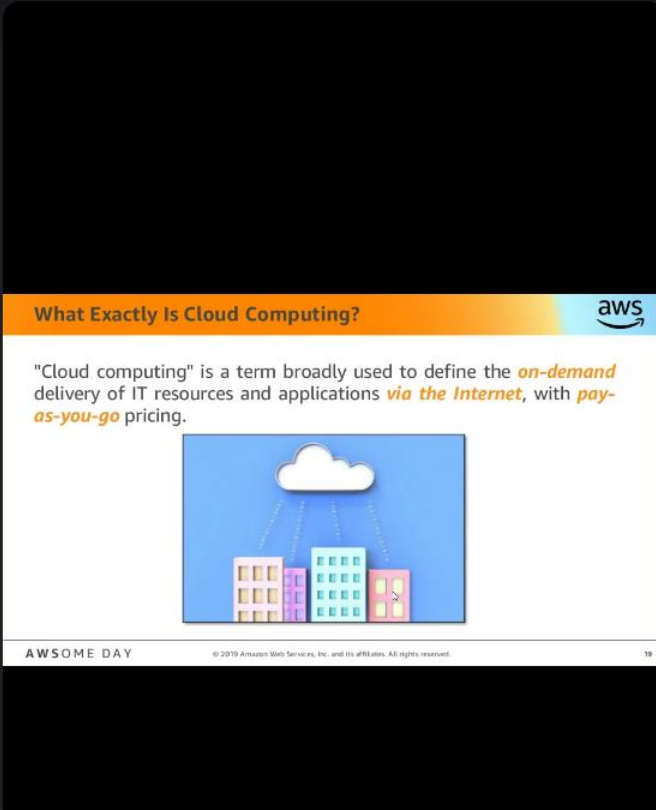 What Exactly Is Cloud Computing?
aws
"Cloud computing" is a term broadly used to define the on-demand
delivery of IT resources and applications via the Internet, with pay-
as-you-go pricing.
AWSOME DAY
© 2019 Amazon Web Services, Inc. and its affiliates. All rights reserved.
19